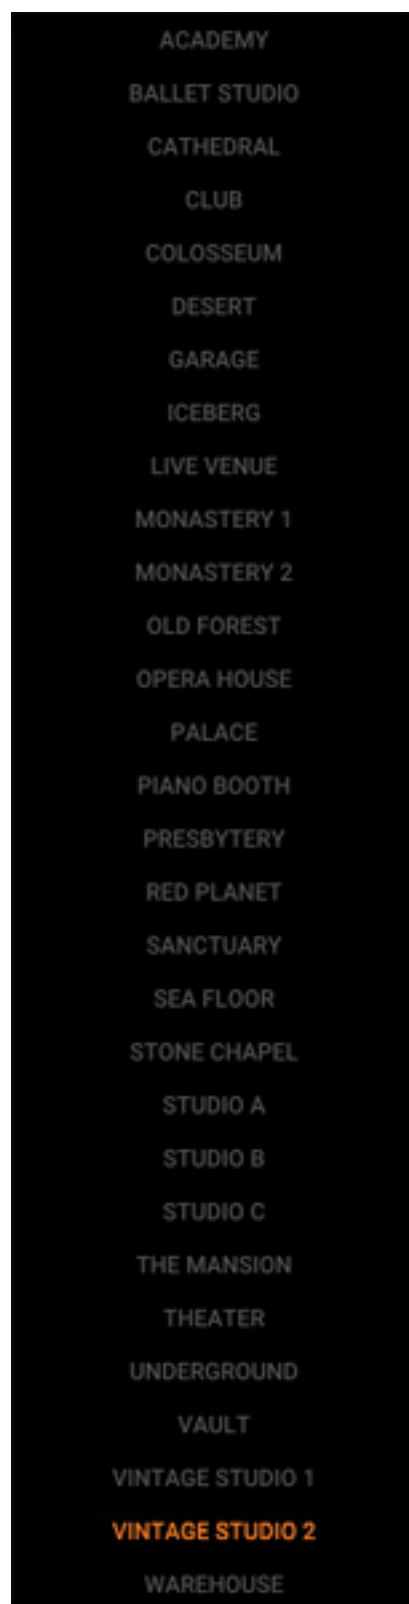 ACADEMY
BALLET STUDIO
CATHEDRAL
CLUB
COLOSSEUM
DESERT
GARAGE
ICEBERG
LIVE VENUE
MONASTERY 1
MONASTERY 2
OLD FOREST
OPERA HOUSE
PALACE
PIANO BOOTH
PRESBYTERY
RED PLANET
SANCTUARY
SEA FLOOR
STONE CHAPEL
STUDIO A
STUDIO B
STUDIO C
THE MANSION
THEATER
UNDERGROUND
VAULT
VINTAGE STUDIO 1
VINTAGE STUDIO 2
WAREHOUSE